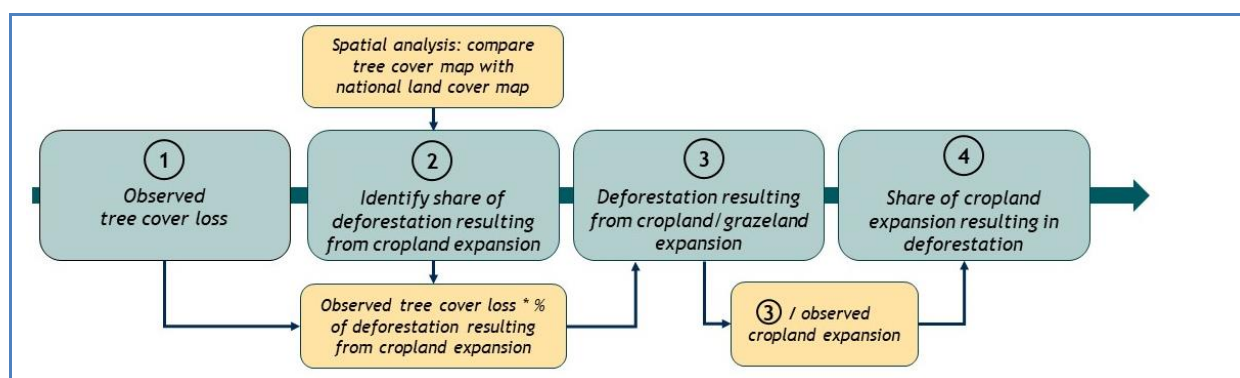 Spatial analysis: compare
tree cover map with
national land cover map
1
Observed
tree cover loss
2
Identify share of
deforestation resulting
from cropland expansion
3
Deforestation resulting
from cropland/grazeland
expansion
4
Share of cropland
expansion resulting in
deforestation
Observed tree cover loss * %
of deforestation resulting
from cropland expansion
3 / observed
cropland expansion